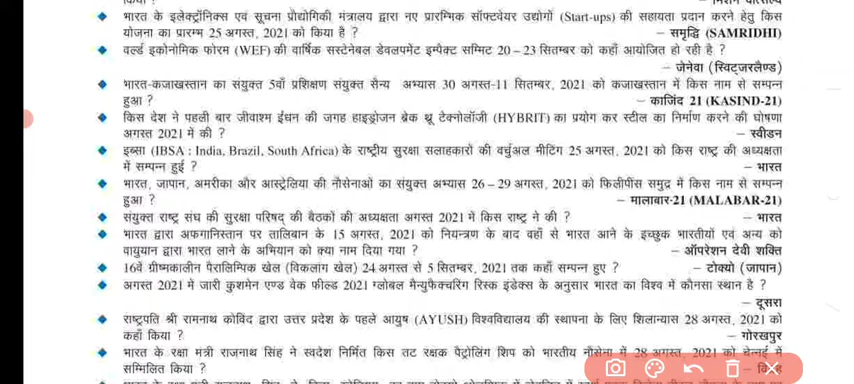 ◆ भारत के इलेक्ट्रॉनिक्स एवं सूचना प्रौद्योगिकी मंत्रालय द्वारा नए प्रारम्भिक सॉफ्टवेयर उद्योगों (Start-ups) की सहायता प्रदान करने हेतु किस
योजना का प्रारम्भ 25 अगस्त, 2021 को किया है ? – समृद्धि (SAMRIDHI)
◆ वर्ल्ड इकोनोमिक फोरम (WEF) की वार्षिक सस्टेनेबल डेवलपमेंट इम्पैक्ट सम्मिट 20 – 23 सितम्बर को कहाँ आयोजित हो रही है ?
– जेनेवा (स्विट्जरलैण्ड)
◆ भारत-कजाखस्तान का संयुक्त 5वाँ प्रशिक्षण संयुक्त सैन्य अभ्यास 30 अगस्त-11 सितम्बर, 2021 को कजाखस्तान में किस नाम से सम्पन्न
हुआ ? – काजिंद 21 (KASIND-21)
◆ किस देश ने पहली बार जीवाश्म ईंधन की जगह हाइड्रोजन ब्रेक थ्रू टेक्नोलॉजी (HYBRIT) का प्रयोग कर स्टील का निर्माण करने की घोषणा
अगस्त 2021 में की ? – स्वीडन
◆ इब्सा (IBSA : India, Brazil, South Africa) के राष्ट्रीय सुरक्षा सलाहकारों की वर्चुअल मीटिंग 25 अगस्त, 2021 को किस राष्ट्र की अध्यक्षता
में सम्पन्न हुई ? – भारत
◆ भारत, जापान, अमरीका और आस्ट्रेलिया की नौसेनाओं का संयुक्त अभ्यास 26 – 29 अगस्त, 2021 को फिलीपींस समुद्र में किस नाम से सम्पन्न
हुआ ? – मालाबार-21 (MALABAR-21)
◆ संयुक्त राष्ट्र संघ की सुरक्षा परिषद् की बैठकों की अध्यक्षता अगस्त 2021 में किस राष्ट्र ने की ? – भारत
◆ भारत द्वारा अफगानिस्तान पर तालिबान के 15 अगस्त, 2021 को नियन्त्रण के बाद वहाँ से भारत आने के इच्छुक भारतीयों एवं अन्य को
वायुयान द्वारा भारत लाने के अभियान को क्या नाम दिया गया ? – ऑपरेशन देवी शक्ति
◆ 16वें ग्रीष्मकालीन पैरालिम्पिक खेल (विकलांग खेल) 24 अगस्त से 5 सितम्बर, 2021 तक कहाँ सम्पन्न हुए ? – टोक्यो (जापान)
◆ अगस्त 2021 में जारी कुशमेन एण्ड वेक फील्ड 2021 ग्लोबल मैन्युफैक्चरिंग रिस्क इंडेक्स के अनुसार भारत का विश्व में कौनसा स्थान है ?
– दूसरा
◆ राष्ट्रपति श्री रामनाथ कोविद द्वारा उत्तर प्रदेश के पहले आयुष (AYUSH) विश्वविद्यालय की स्थापना के लिए शिलान्यास 28 अगस्त, 2021 को
कहाँ किया ? – गोरखपुर
◆ भारत के रक्षा मंत्री राजनाथ सिंह ने स्वदेश निर्मित किस तट रक्षक पैट्रोलिंग शिप को भारतीय नौसेना में 28 अगस्त, 2021 को चेन्नई में
सम्मिलित किया ?